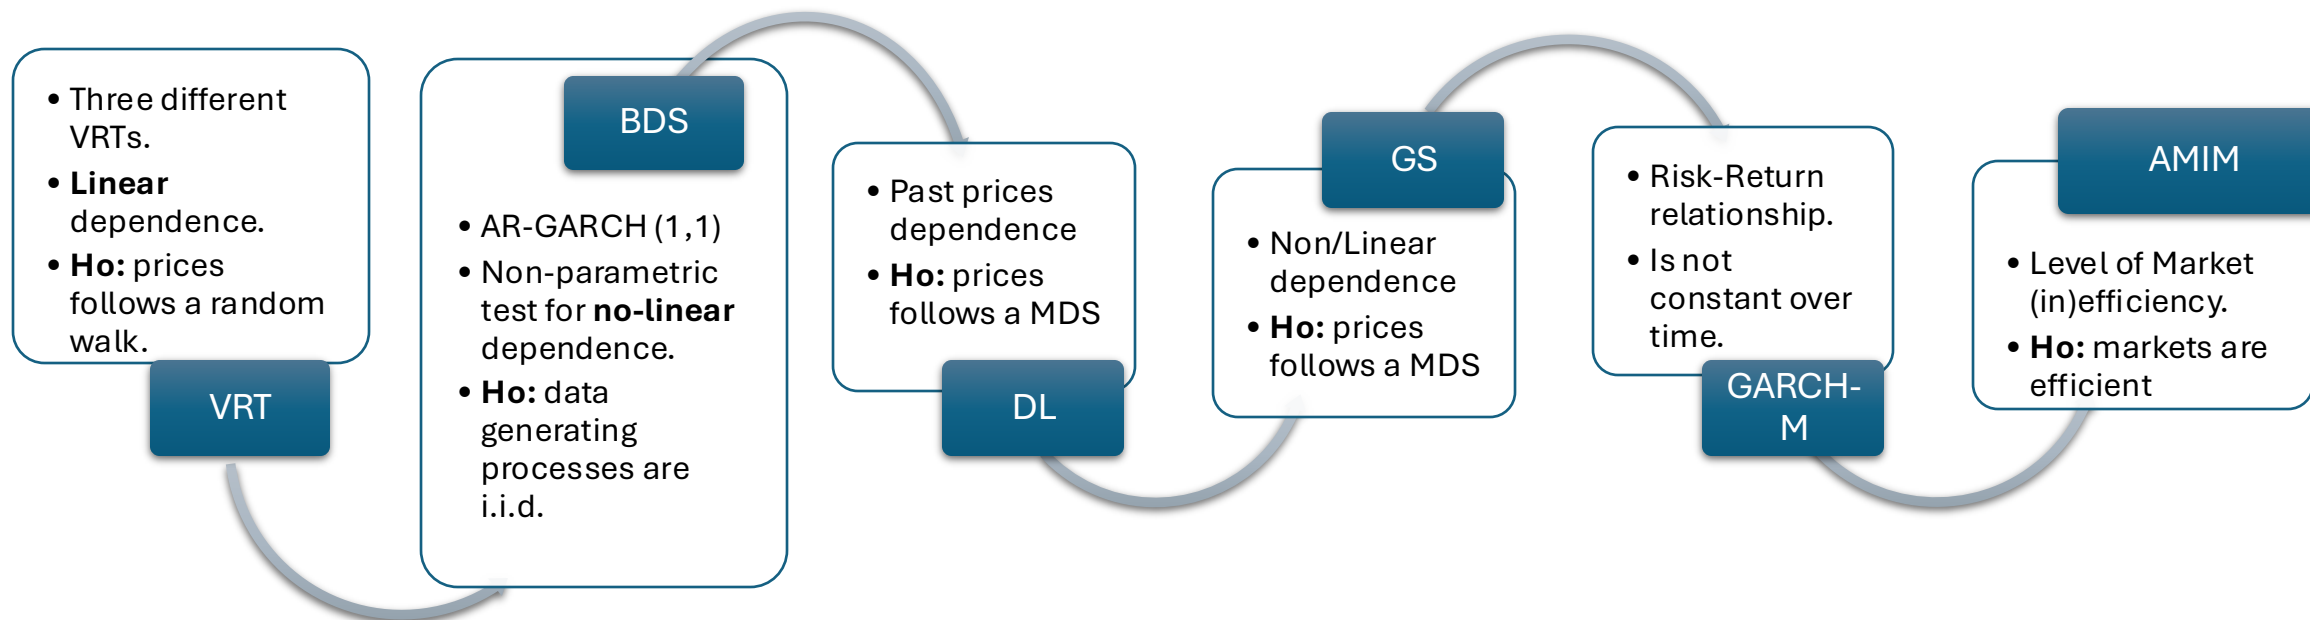 • Three different
VRTs.
• Linear
dependence.
• Ho: prices
follows a random
walk.
VRT
BDS
• AR-GARCH (1,1)
• Non-parametric
test for no-linear
dependence.
• Ho: data
generating
processes are
i.i.d.
• Past prices
dependence
• Ho: prices
follows a MDS
DL
GS
• Non/Linear
dependence
• Ho: prices
follows a MDS
• Risk-Return
relationship.
• Is not
constant over
time.
GARCH-
M
AMIM
• Level of Market
(in)efficiency.
• Ho: markets are
efficient